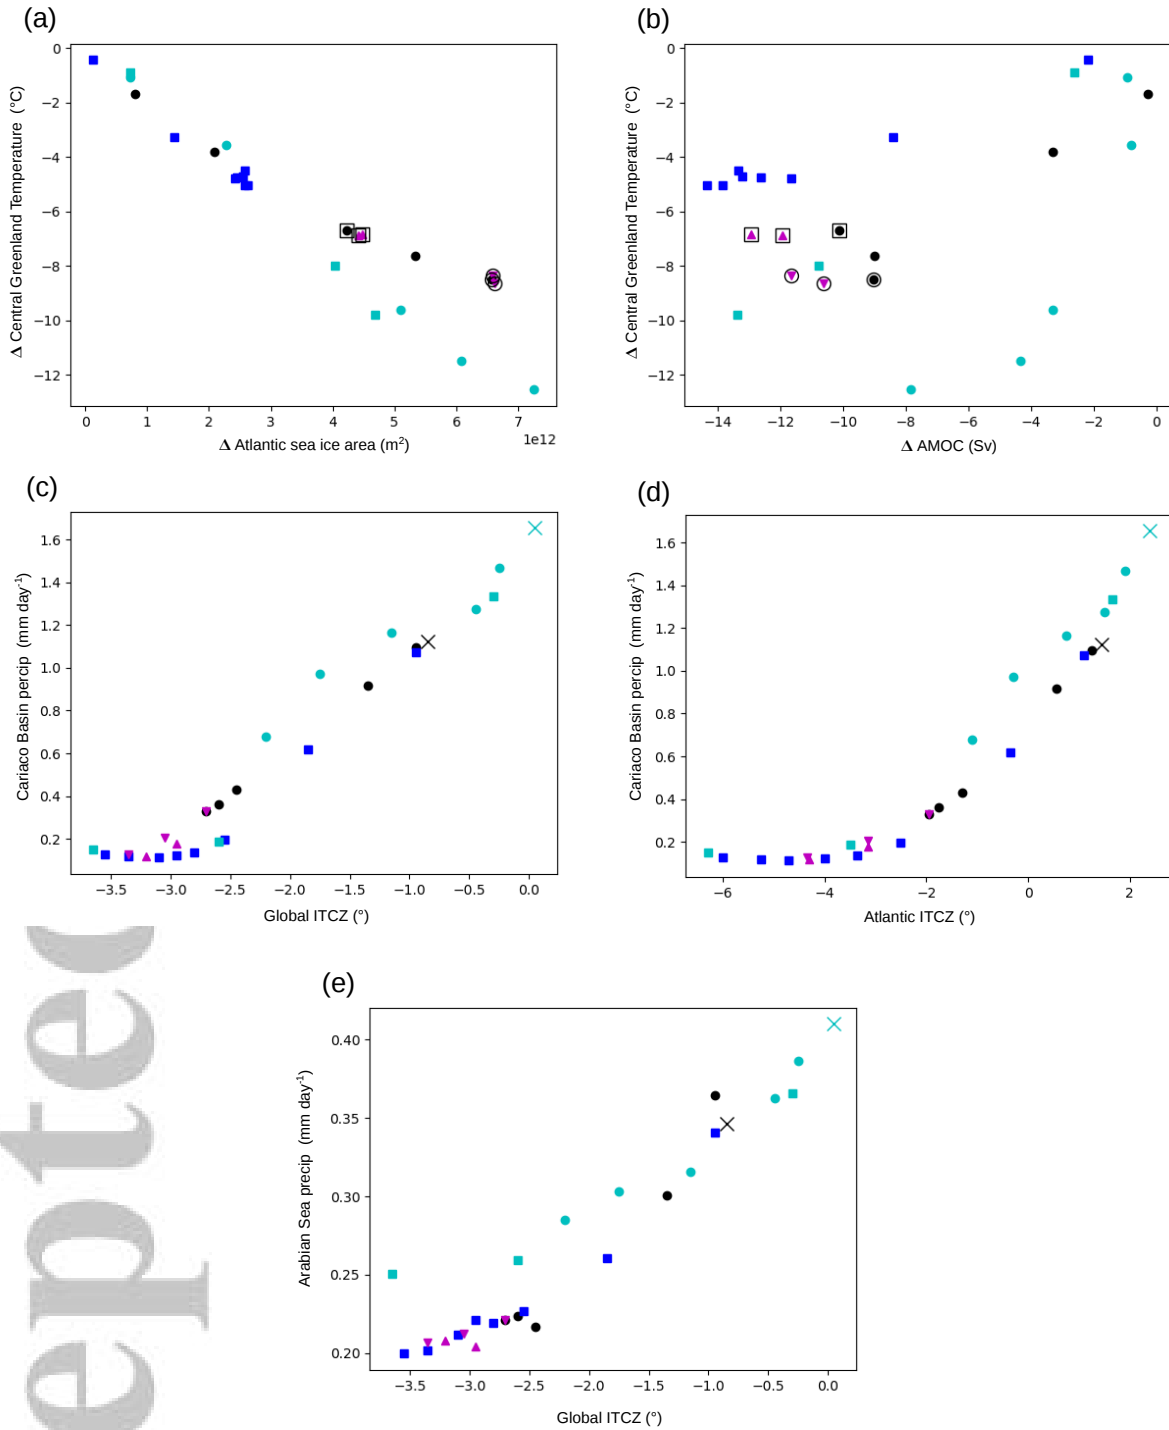 (a)
0
−2
−4
−6
−8
−10
−12
Δ Central Greenland Temperature (°C)
0 1 2 3 4 5 6 7
1e12
Δ Atlantic sea ice area (m²)
(b)
0
−2
−4
−6
−8
−10
−12
Δ Central Greenland Temperature (°C)
−14 −12 −10 −8 −6 −4 −2 0
Δ AMOC (Sv)
(c)
1.6
1.4
1.2
1.0
0.8
0.6
0.4
0.2
Cariaco Basin percip (mm day⁻¹)
−3.5 −3.0 −2.5 −2.0 −1.5 −1.0 −0.5 0.0
Global ITCZ (°)
(d)
1.6
1.4
1.2
1.0
0.8
0.6
0.4
0.2
Cariaco Basin percip (mm day⁻¹)
−6 −4 −2 0 2
Atlantic ITCZ (°)
(e)
0.40
0.35
0.30
0.25
0.20
Arabian Sea precip (mm day⁻¹)
−3.5 −3.0 −2.5 −2.0 −1.5 −1.0 −0.5 0.0
Global ITCZ (°)